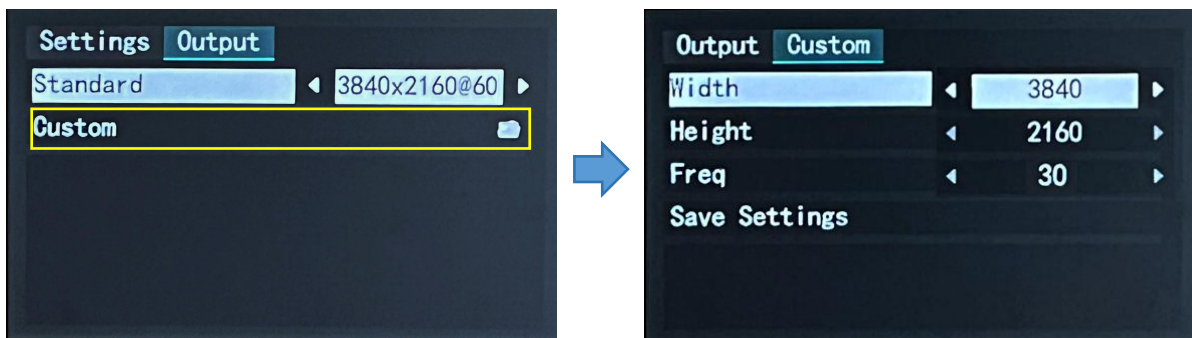 Settings Output
Standard 3840x2160@60
Custom
Output Custom
Width 3840
Height 2160
Freq 30
Save Settings